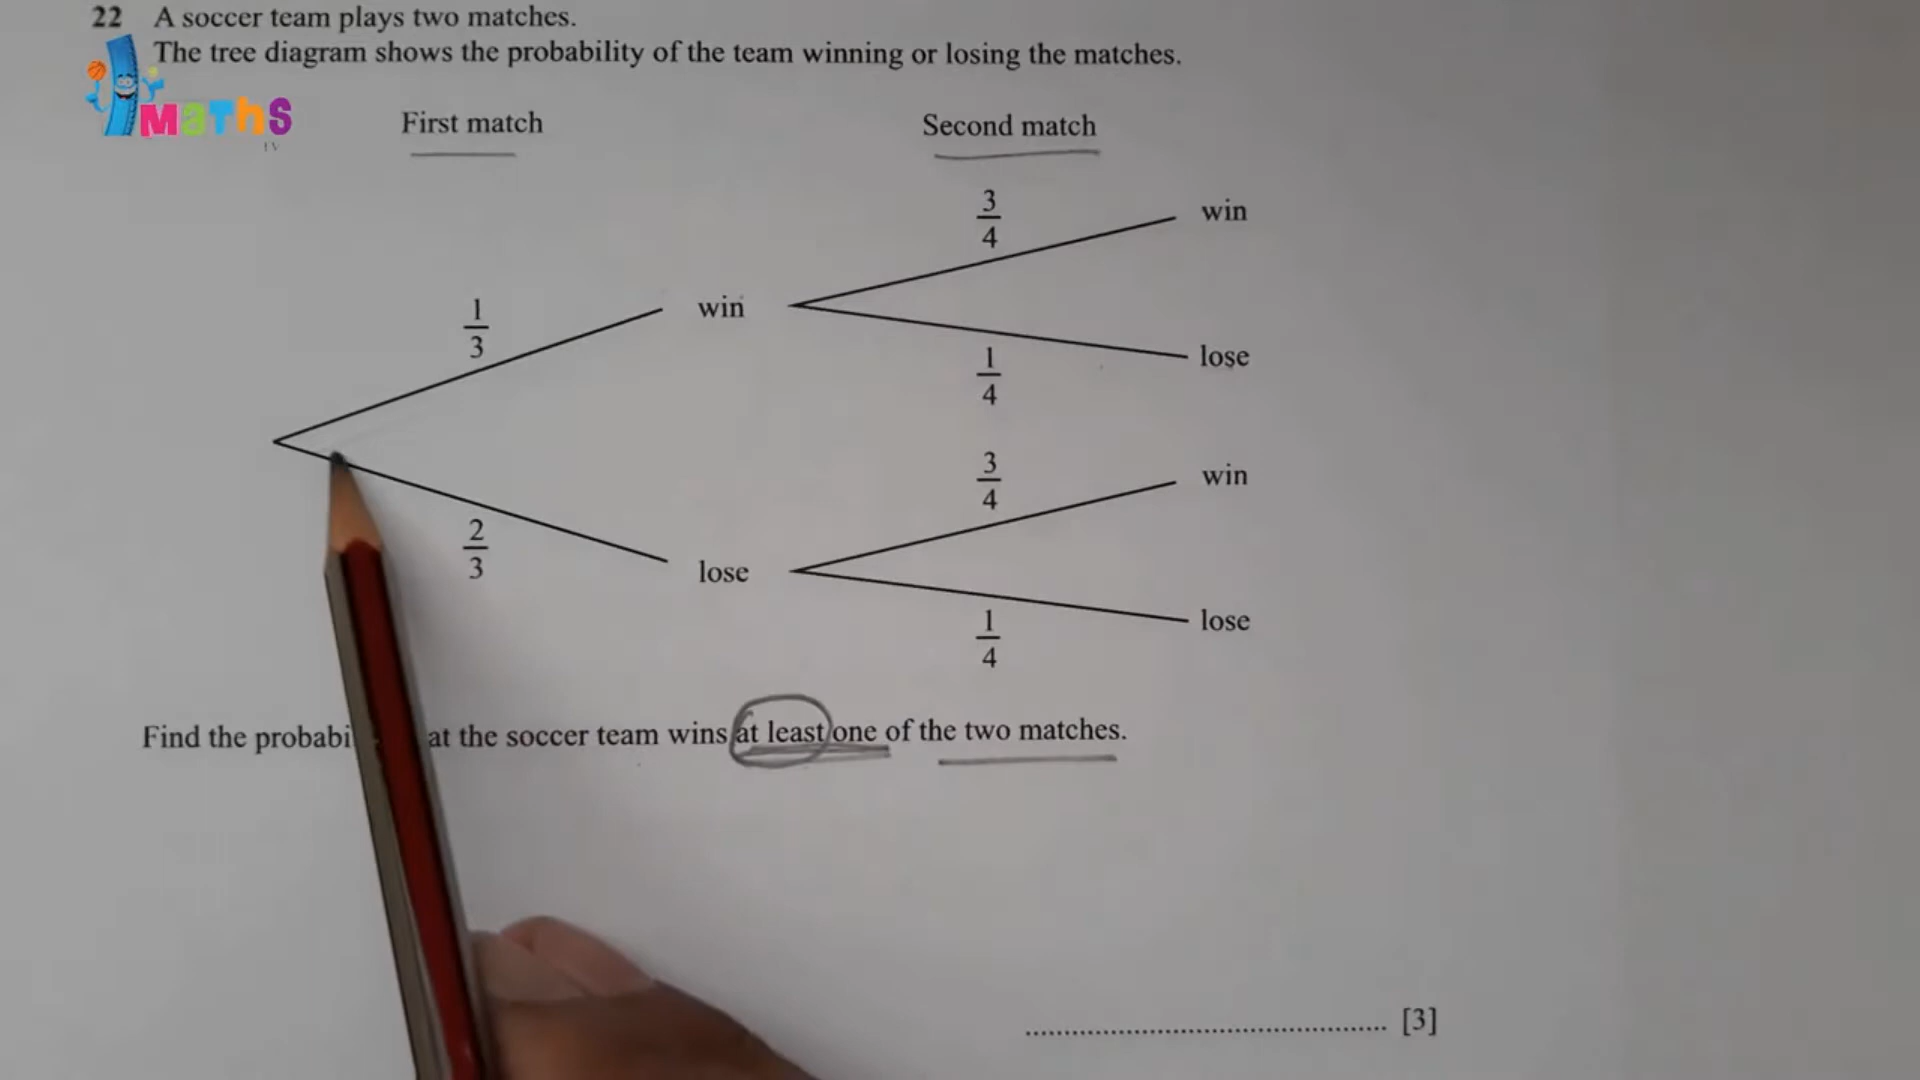 22 A soccer team plays two matches.
The tree diagram shows the probability of the team winning or losing the matches.
MaThS
First match
Second match
3
4
win
1
3
win
1
4
lose
3
4
win
2
3
lose
1
4
lose
Find the probabi at the soccer team wins at least one of the two matches.
[3]